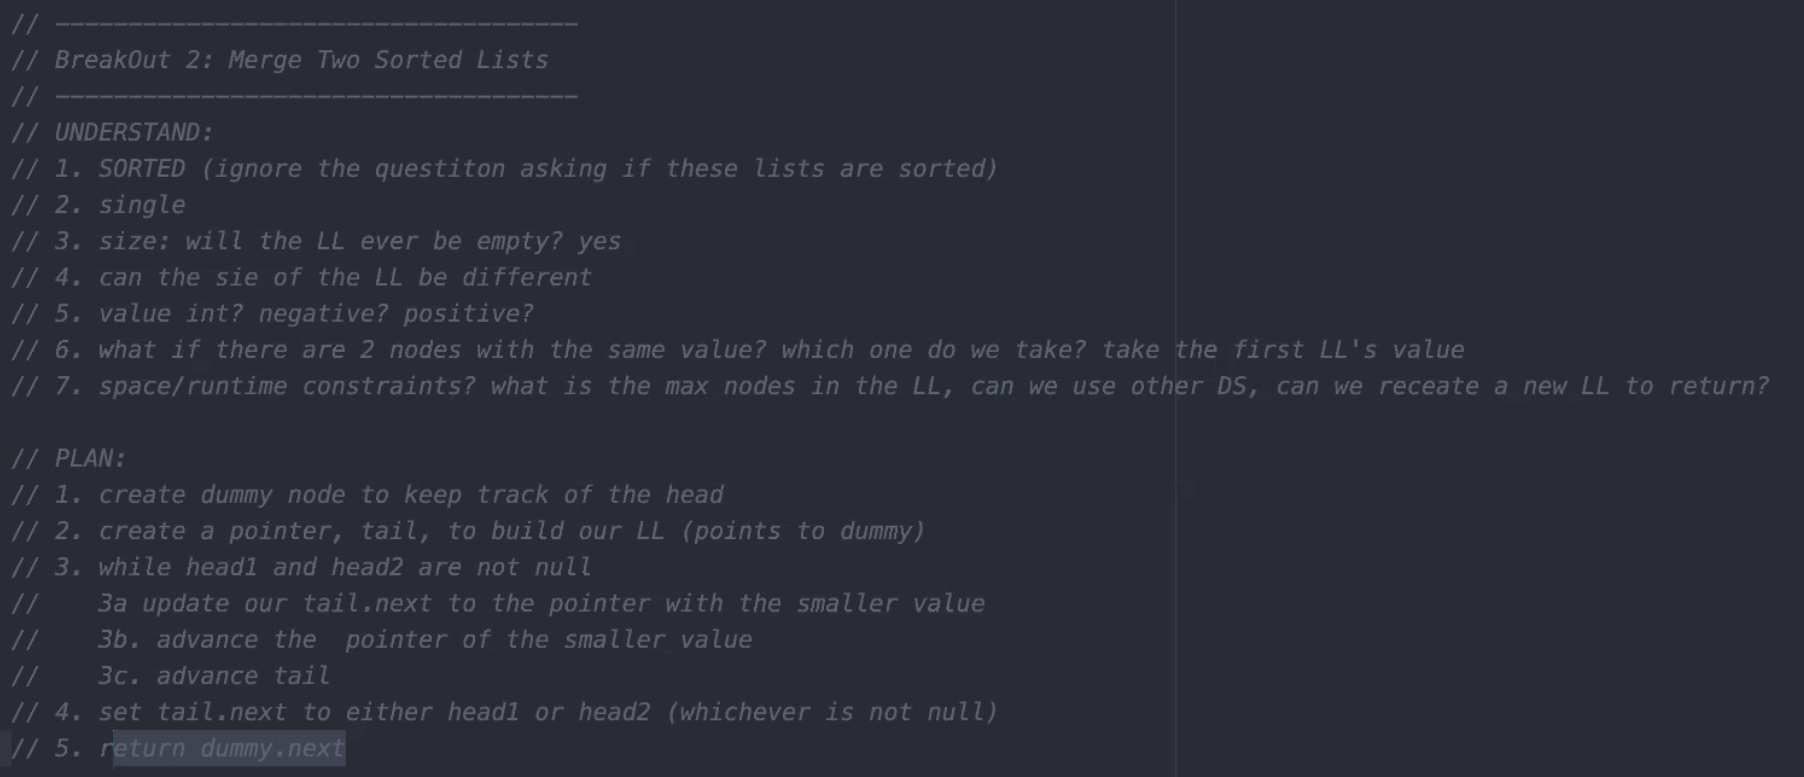 // ————————————————————————————————————
// BreakOut 2: Merge Two Sorted Lists
// ————————————————————————————————————
// UNDERSTAND:
// 1. SORTED (ignore the questiton asking if these lists are sorted)
// 2. single
// 3. size: will the LL ever be empty? yes
// 4. can the sie of the LL be different
// 5. value int? negative? positive?
// 6. what if there are 2 nodes with the same value? which one do we take? take the first LL's value
// 7. space/runtime constraints? what is the max nodes in the LL, can we use other DS, can we receate a new LL to return?

// PLAN:
// 1. create dummy node to keep track of the head
// 2. create a pointer, tail, to build our LL (points to dummy)
// 3. while head1 and head2 are not null
//    3a update our tail.next to the pointer with the smaller value
//    3b. advance the  pointer of the smaller value
//    3c. advance tail
// 4. set tail.next to either head1 or head2 (whichever is not null)
// 5. return dummy.next